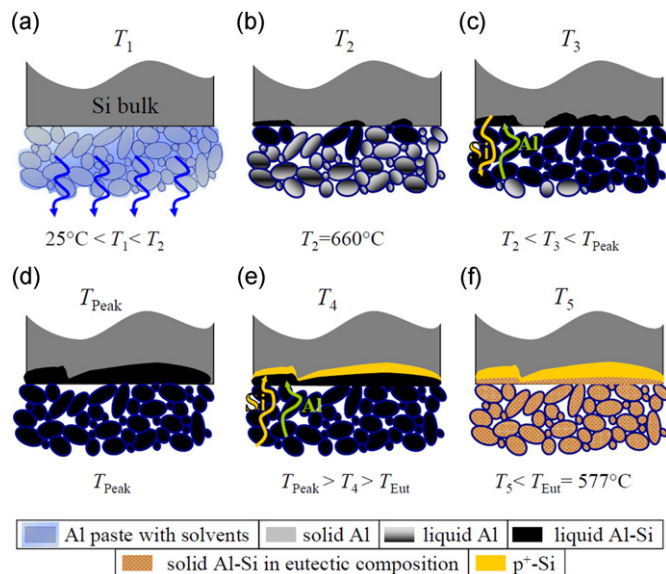 (a)
T1
Si bulk
25°C < T1< T2
(b)
T2
T2=660°C
(c)
T3
Si
Al
T2 < T3 < TPeak
(d)
TPeak
TPeak
(e)
T4
Si
Al
TPeak > T4 > TEut
(f)
T5
T5< TEut= 577°C
Al paste with solvents
solid Al
liquid Al
liquid Al-Si
solid Al-Si in eutectic composition
p+-Si